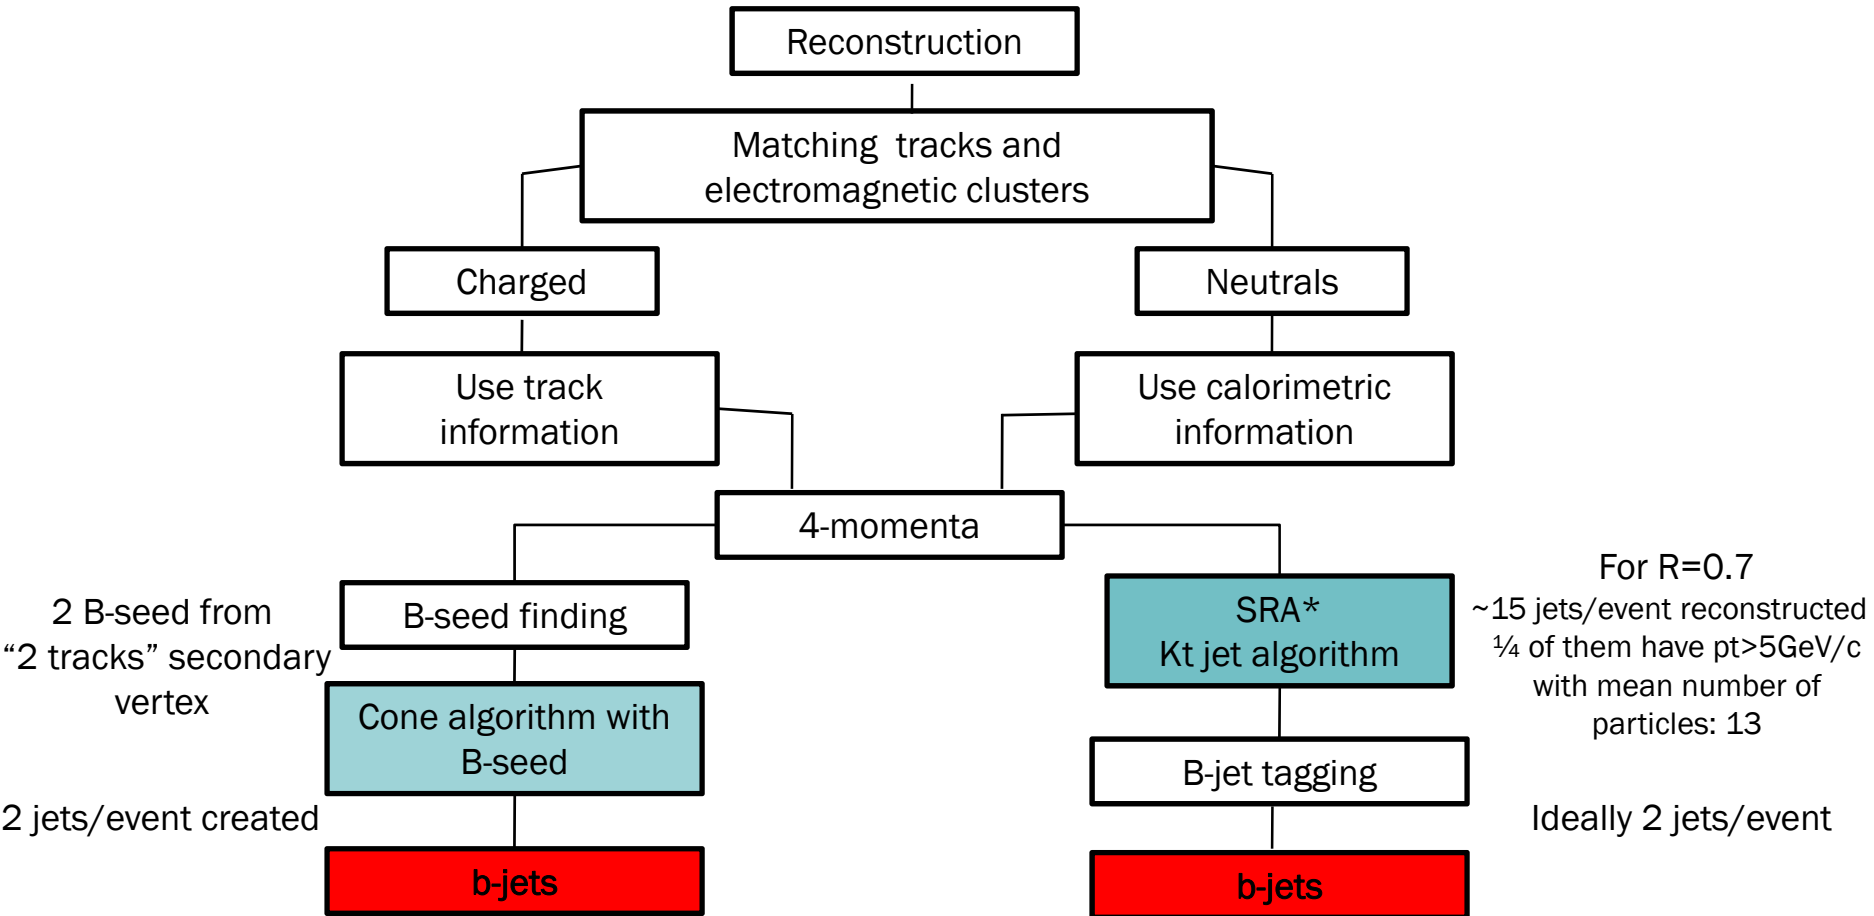 Reconstruction
Matching tracks and
electromagnetic clusters
Charged
Neutrals
Use track
information
Use calorimetric
information
4-momenta
2 B-seed from
“2 tracks” secondary
vertex
B-seed finding
SRA*
Kt jet algorithm
For R=0.7
~15 jets/event reconstructed
¼ of them have pt>5GeV/c
with mean number of
particles: 13
Cone algorithm with
B-seed
B-jet tagging
2 jets/event created
Ideally 2 jets/event
b-jets
b-jets